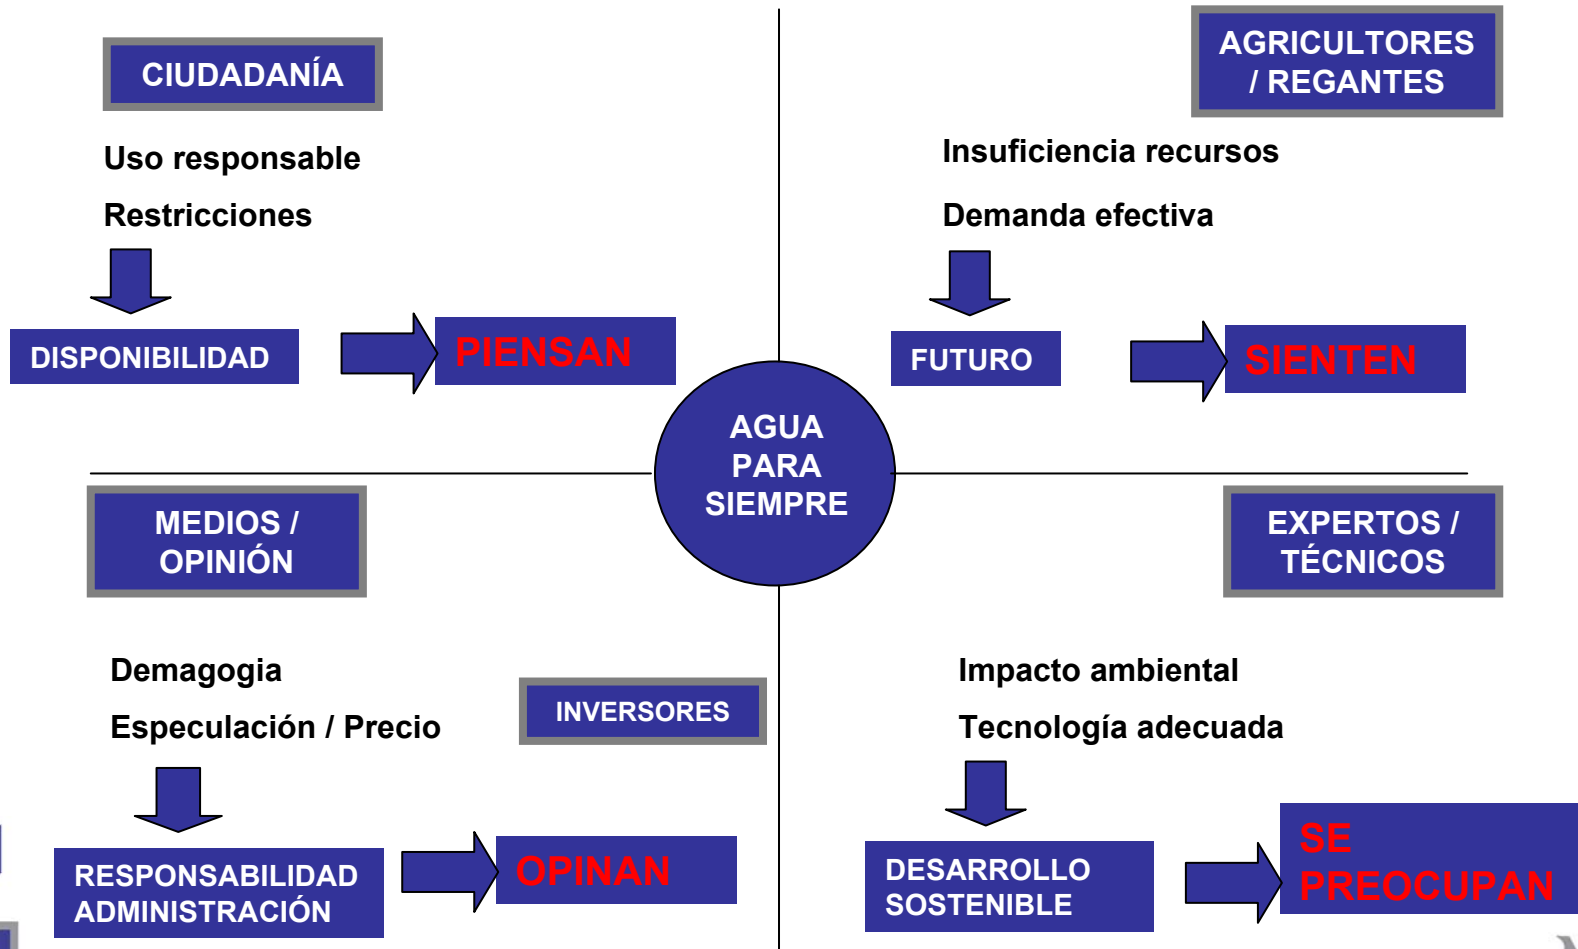 CIUDADANÍA
Uso responsable
Restricciones
DISPONIBILIDAD
PIENSAN
AGRICULTORES
/ REGANTES
Insuficiencia recursos
Demanda efectiva
FUTURO
SIENTEN
AGUA
PARA
SIEMPRE
MEDIOS /
OPINIÓN
Demagogia
Especulación / Precio
INVERSORES
RESPONSABILIDAD
ADMINISTRACIÓN
OPINAN
EXPERTOS /
TÉCNICOS
Impacto ambiental
Tecnología adecuada
DESARROLLO
SOSTENIBLE
SE
PREOCUPAN